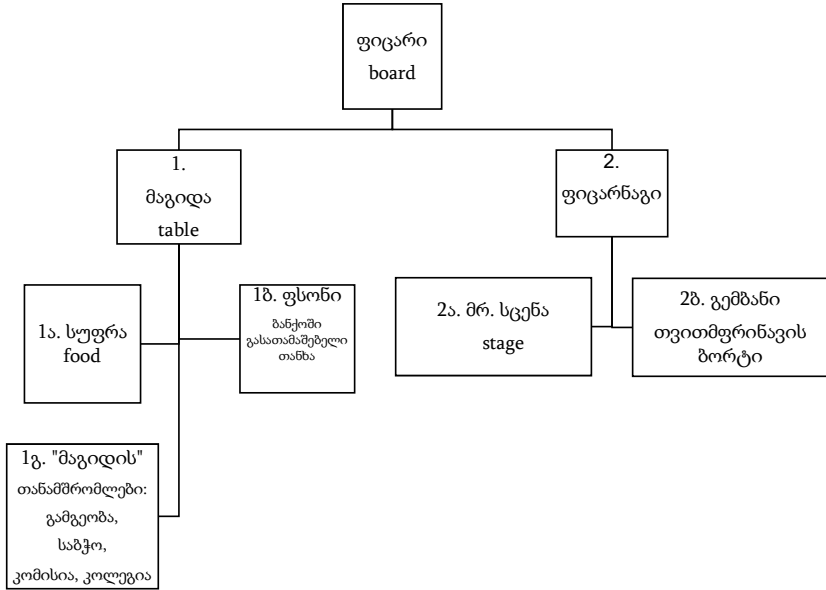 ფიცარი
board
1.
მაგიდა
table
2.
ფიცარნაგი
1ა. სუფრა
food
1ბ. ფსონი
ბანქოში
გასათამაშებელი
თანხა
2ა. მრ. სცენა
stage
2ბ. გემბანი
თვითმფრინავის
ბორტი
1გ. "მაგიდის"
თანამშრომლები:
გამგეობა,
საბჭო,
კომისია, კოლეგია